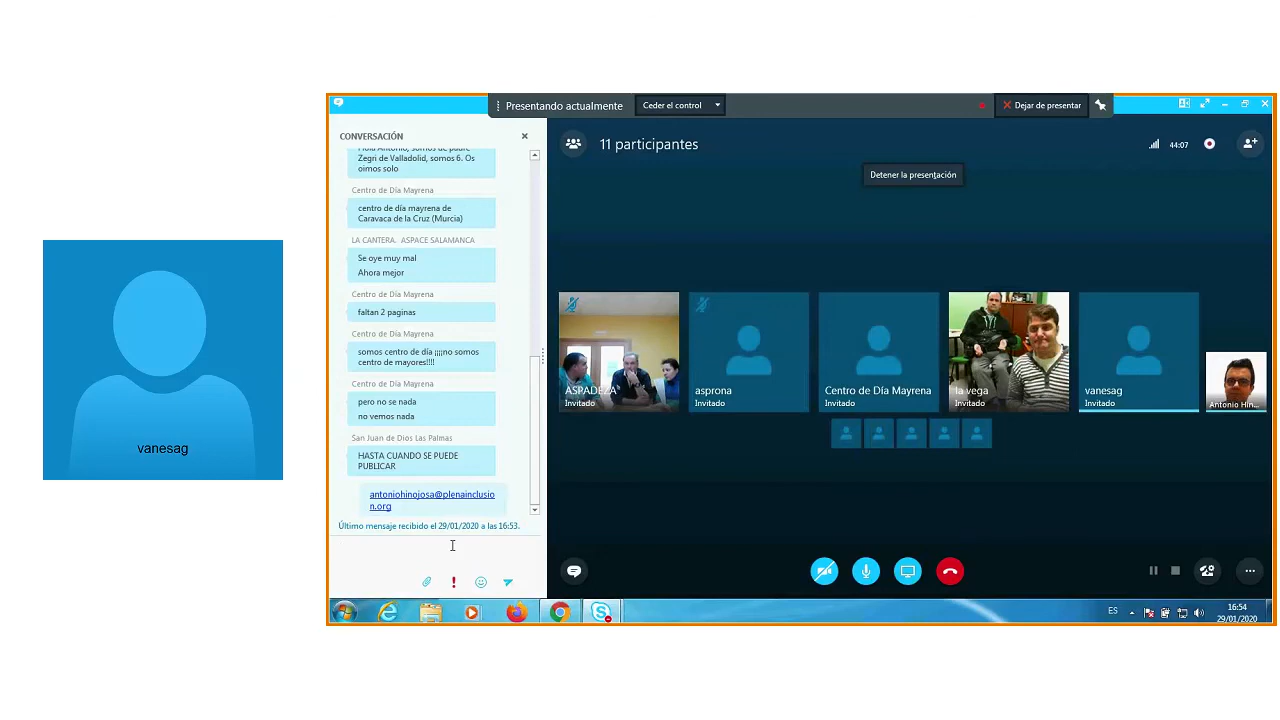 vanesag
Presentando actualmente
Ceder el control
Dejar de presentar
CONVERSACIÓN
Hola Antonio, somos de padre
Zegri de Valladolid, somos 6. Os
oimos solo
Centro de Día Mayrena
centro de día mayrena de
Caravaca de la Cruz (Murcia)
LA CANTERA. ASPACE SALAMANCA
Se oye muy mal
Ahora mejor
Centro de Día Mayrena
faltan 2 paginas
Centro de Día Mayrena
somos centro de día ¡¡¡¡no somos
centro de mayores!!!!
Centro de Día Mayrena
pero no se nada
no vemos nada
San Juan de Dios Las Palmas
HASTA CUANDO SE PUEDE
PUBLICAR
antoniohinojosa@plenainclusio
n.org
Último mensaje recibido el 29/01/2020 a las 16:53.
11 participantes
44:07
Detener la presentación
ASPADEZA
Invitado
asprona
Invitado
Centro de Día Mayrena
Invitado
la vega
Invitado
vanesag
Invitado
Antonio Hin...
ES
16:54
29/01/2020